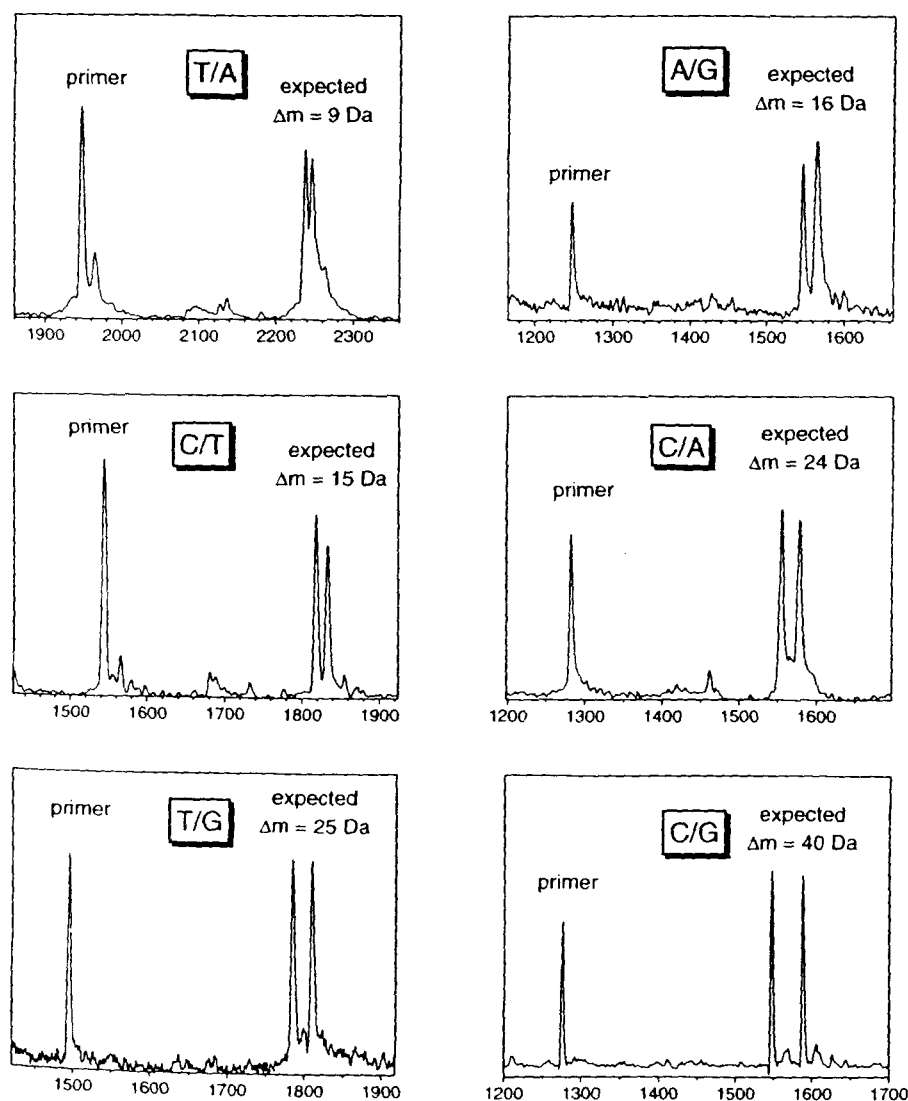 primer
T/A
expected
Δm = 9 Da
1900 2000 2100 2200 2300
primer
A/G
expected
Δm = 16 Da
1200 1300 1400 1500 1600
primer
C/T
expected
Δm = 15 Da
1500 1600 1700 1800 1900
primer
C/A
expected
Δm = 24 Da
1200 1300 1400 1500 1600
primer
T/G
expected
Δm = 25 Da
1500 1600 1700 1800 1900
primer
C/G
expected
Δm = 40 Da
1200 1300 1400 1500 1600 1700